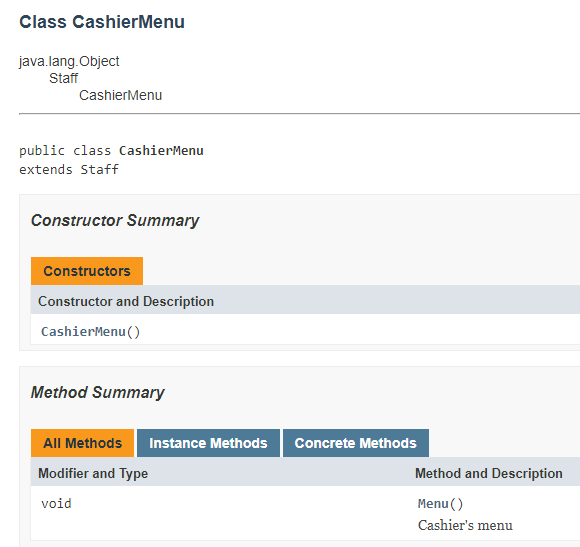 Class CashierMenu
java.lang.Object
Staff
CashierMenu
public class CashierMenu
extends Staff
Constructor Summary
Constructors
Constructor and Description
CashierMenu()
Method Summary
All Methods Instance Methods Concrete Methods
Modifier and Type Method and Description
void Menu()
Cashier's menu